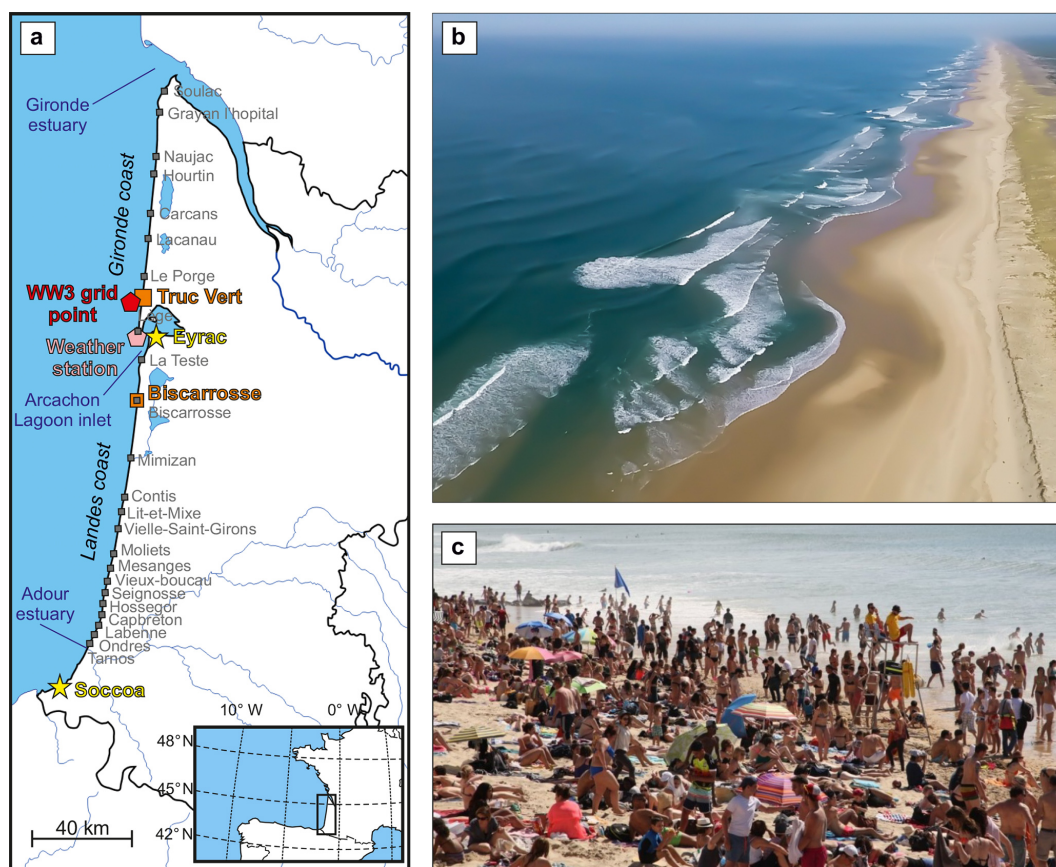 a
Gironde
estuary
Soulac
Grayan l'hopital
Naujac
Hourtin
Carcans
Lacanau
Gironde coast
Le Porge
WW3 grid
point
Truc Vert
Lège
Eyrac
Weather
station
La Teste
Arcachon
Lagoon inlet
Biscarrosse
Biscarrosse
Mimizan
Landes coast
Contis
Lit-et-Mixe
Vielle-Saint-Girons
Moliets
Mesanges
Vieux-boucau
Seignosse
Hossegor
Capbreton
Labenne
Ondres
Tarnos
Adour
estuary
Soccoa
10° W
0° W
48° N
45° N
42° N
40 km
b
c